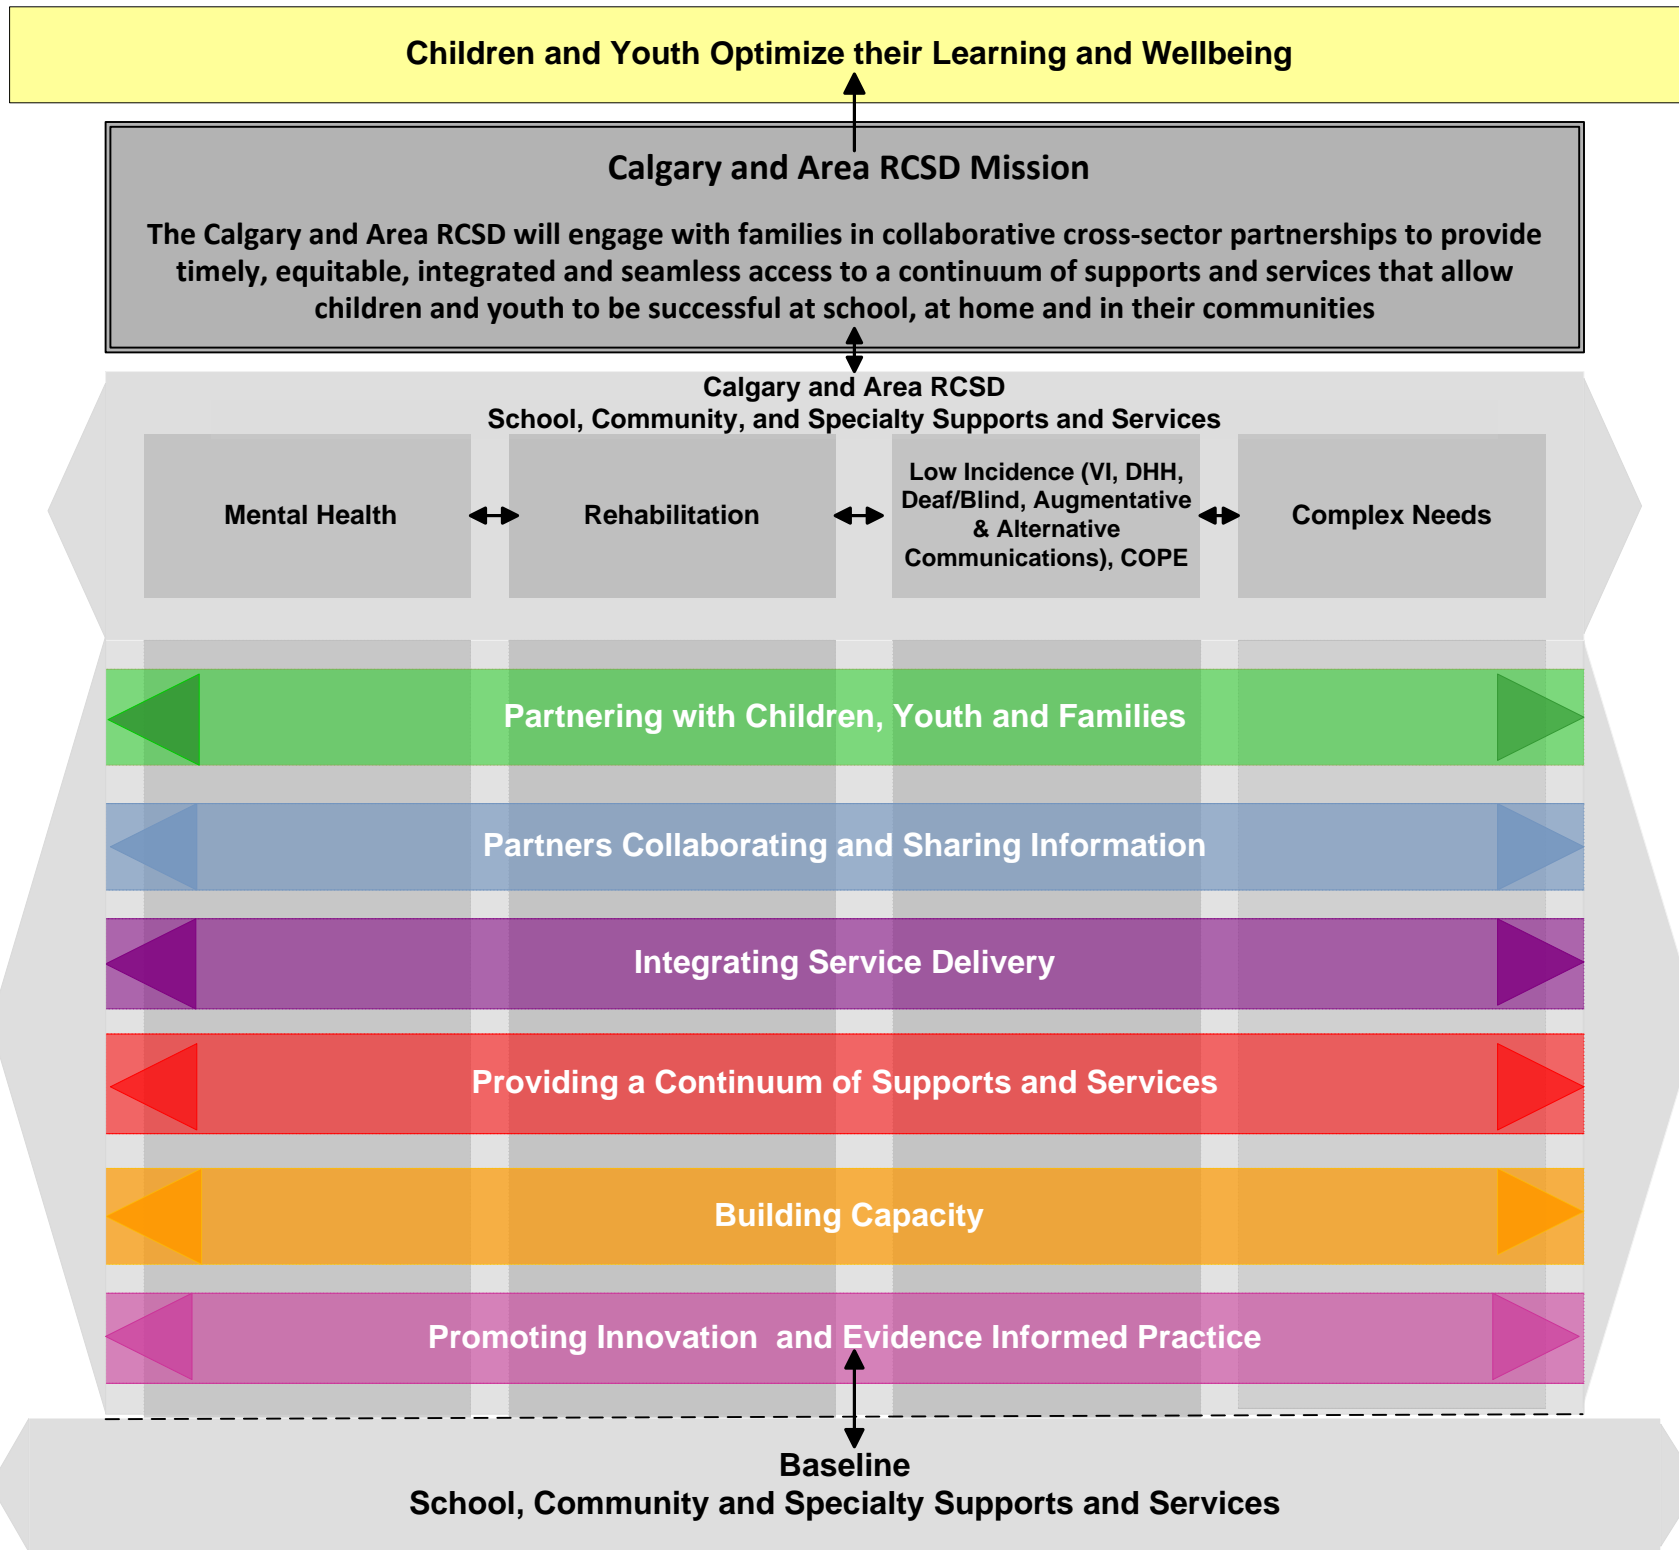 Children and Youth Optimize their Learning and Wellbeing
Calgary and Area RCSD Mission
The Calgary and Area RCSD will engage with families in collaborative cross-sector partnerships to provide
timely, equitable, integrated and seamless access to a continuum of supports and services that allow
children and youth to be successful at school, at home and in their communities
Calgary and Area RCSD
School, Community, and Specialty Supports and Services
Mental Health
Rehabilitation
Low Incidence (VI, DHH,
Deaf/Blind, Augmentative
& Alternative
Communications), COPE
Complex Needs
Partnering with Children, Youth and Families
Partners Collaborating and Sharing Information
Integrating Service Delivery
Providing a Continuum of Supports and Services
Building Capacity
Promoting Innovation  and Evidence Informed Practice
Baseline
School, Community and Specialty Supports and Services